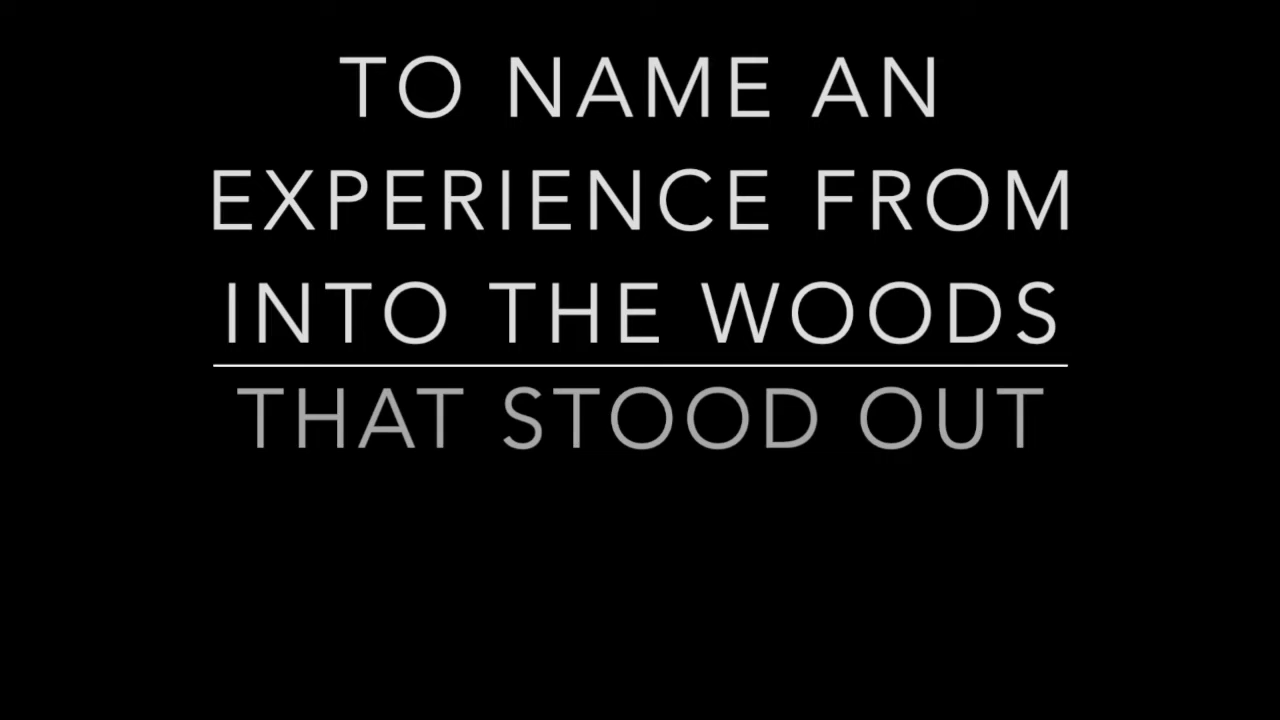 TO NAME AN
EXPERIENCE FROM
INTO THE WOODS
THAT STOOD OUT